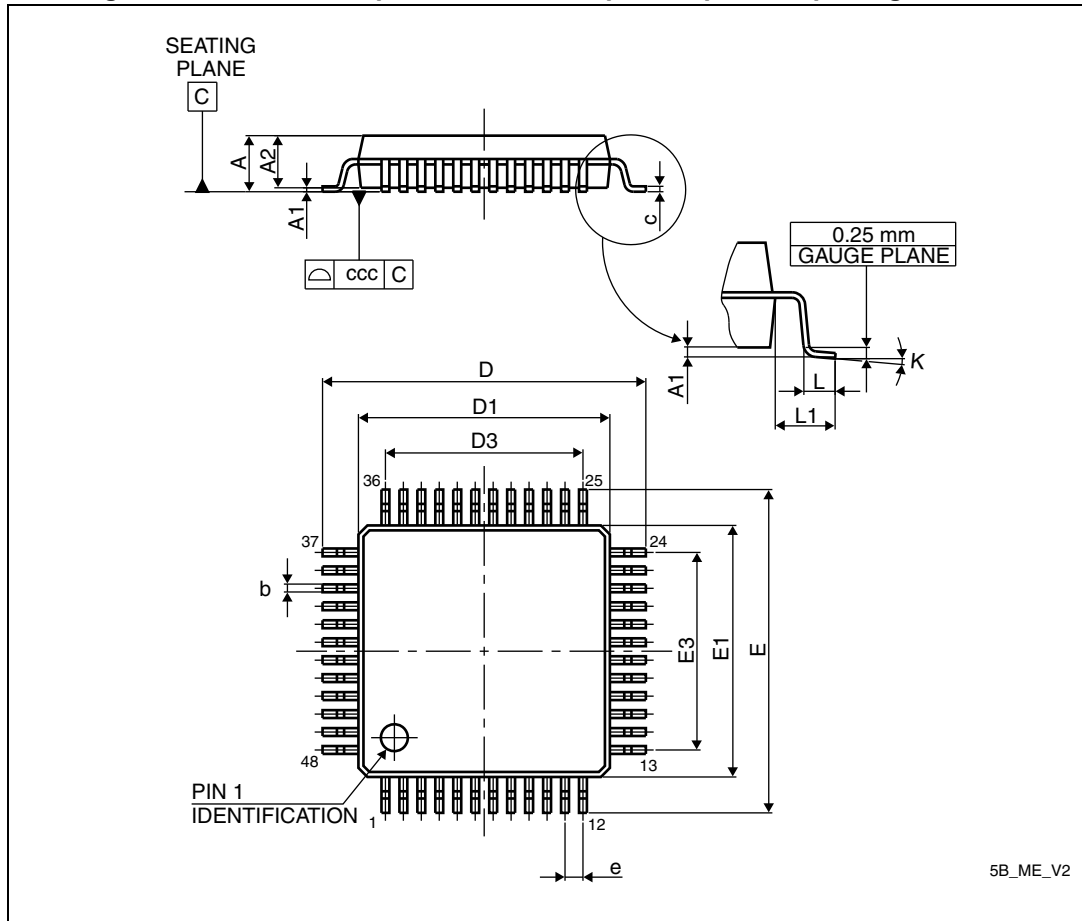 SEATING
PLANE
C
A
A2
A1
c
ccc C
0.25 mm
GAUGE PLANE
A1
K
L
L1
D
D1
D3
36
25
37
24
b
E3
E1
E
48
13
PIN 1
IDENTIFICATION
1
12
e
5B_ME_V2